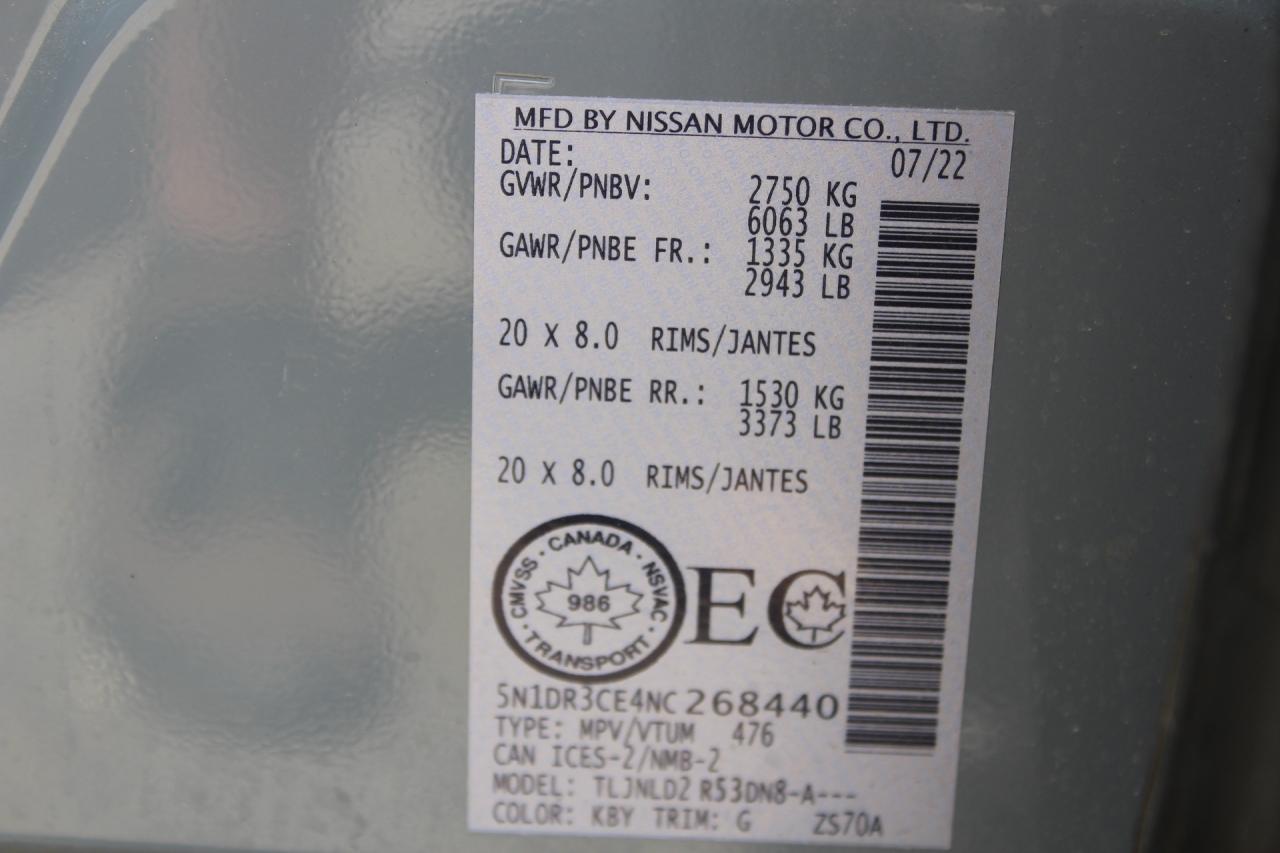 MFD BY NISSAN MOTOR CO., LTD.
DATE: 07/22
GVWR/PNBV: 2750 KG
6063 LB
GAWR/PNBE FR.: 1335 KG
2943 LB
20 X 8.0 RIMS/JANTES
GAWR/PNBE RR.: 1530 KG
3373 LB
20 X 8.0 RIMS/JANTES
CANADA · NSVAC · TRANSPORT · CMVSS ·
986
EC
5N1DR3CE4NC268440
TYPE: MPV/VTUM 476
CAN ICES-2/NMB-2
MODEL: TLJNLD2 R53DN8-A---
COLOR: KBY TRIM: G ZS70A